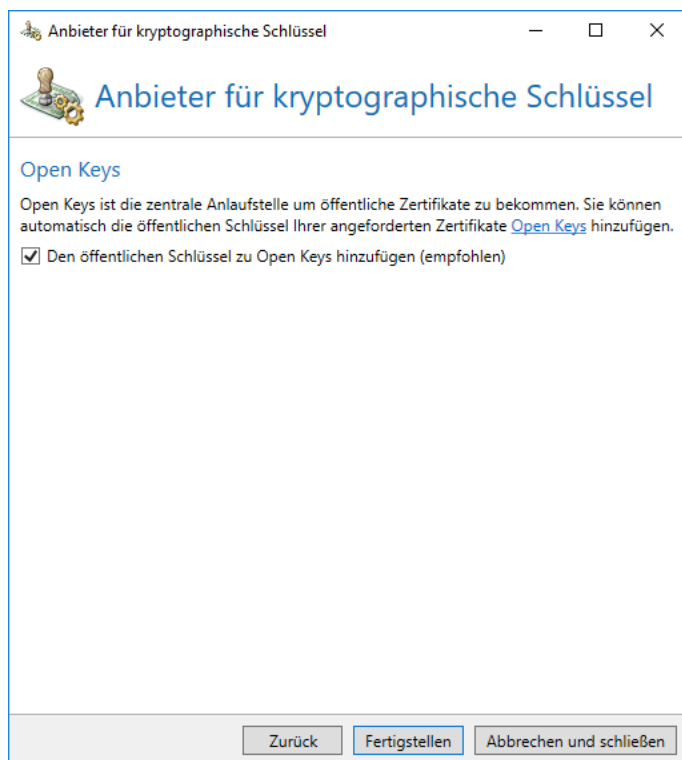 Anbieter für kryptographische Schlüssel
Anbieter für kryptographische Schlüssel
Open Keys
Open Keys ist die zentrale Anlaufstelle um öffentliche Zertifikate zu bekommen. Sie können
automatisch die öffentlichen Schlüssel Ihrer angeforderten Zertifikate Open Keys hinzufügen.
Den öffentlichen Schlüssel zu Open Keys hinzufügen (empfohlen)
Zurück Fertigstellen Abbrechen und schließen